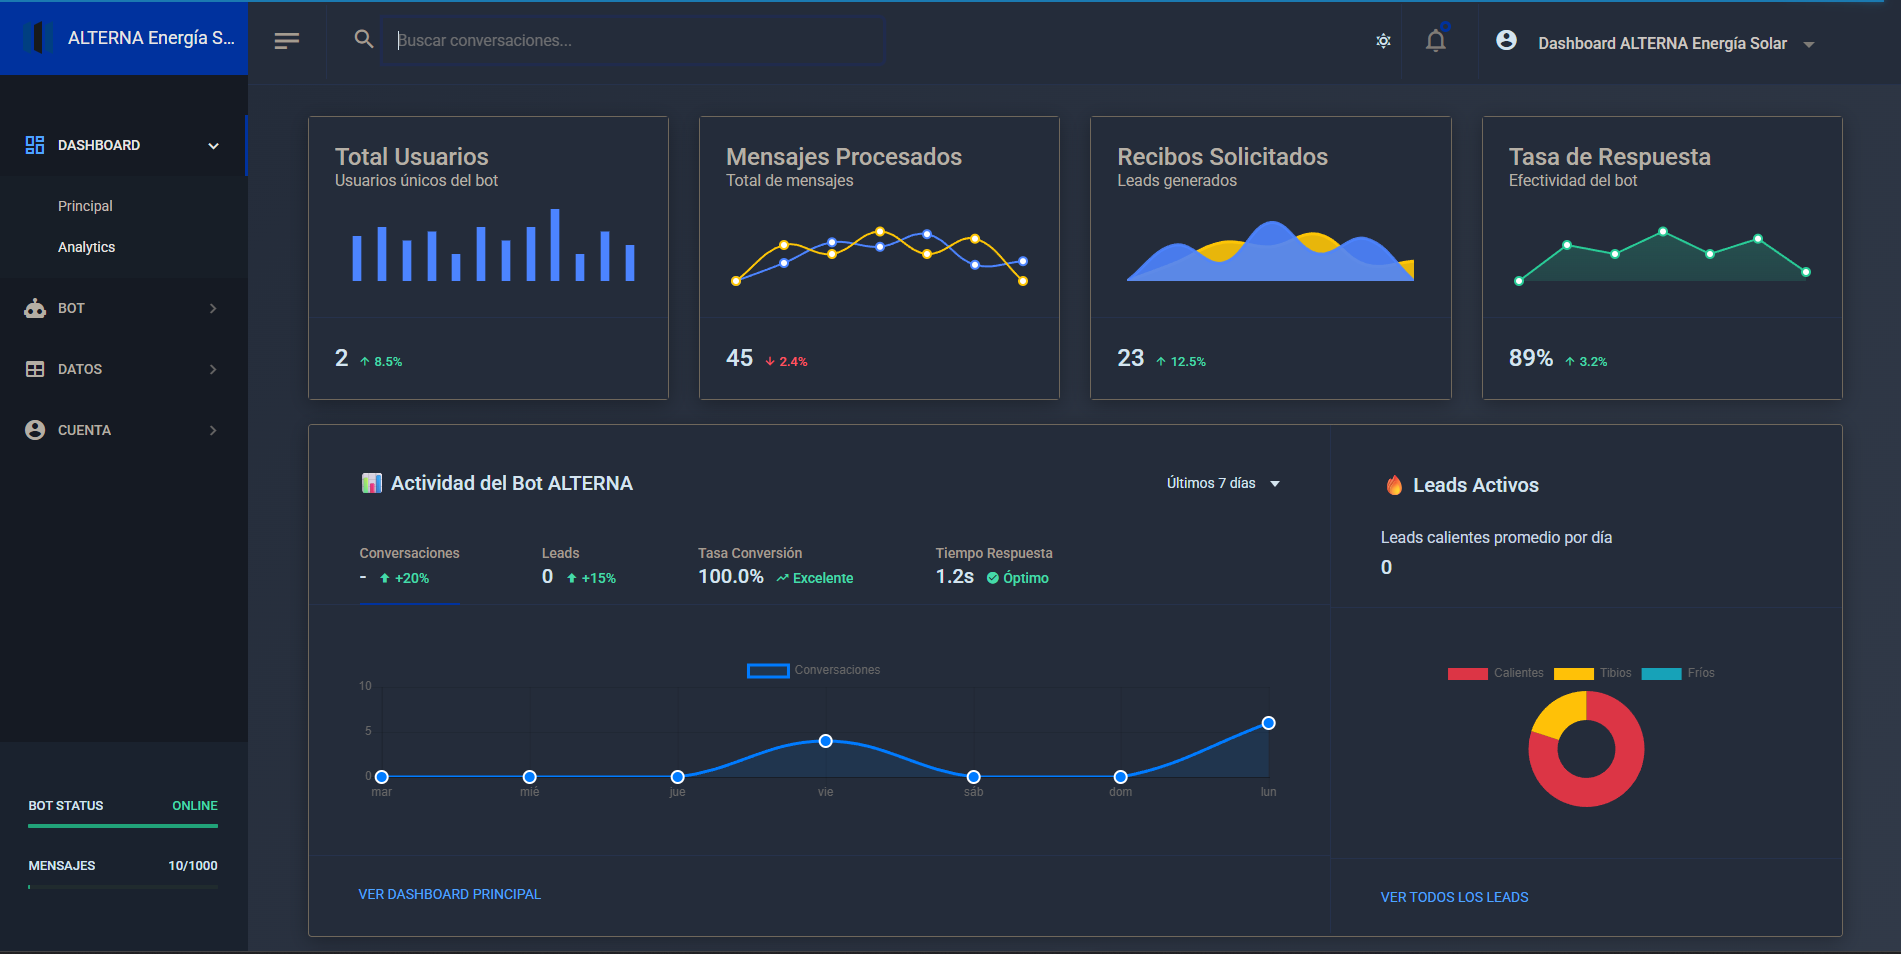 ALTERNA Energía S...
Buscar conversaciones...
Dashboard ALTERNA Energía Solar
DASHBOARD
Principal
Analytics
BOT
DATOS
CUENTA
BOT STATUS ONLINE
MENSAJES 10/1000
Total Usuarios
Usuarios únicos del bot
2 8.5%
Mensajes Procesados
Total de mensajes
45 2.4%
Recibos Solicitados
Leads generados
23 12.5%
Tasa de Respuesta
Efectividad del bot
89% 3.2%
Actividad del Bot ALTERNA
Últimos 7 días
Conversaciones
- +20%
Leads
0 +15%
Tasa Conversión
100.0% Excelente
Tiempo Respuesta
1.2s Óptimo
Conversaciones
10
5
0
mar mié jue vie sáb dom lun
VER DASHBOARD PRINCIPAL
Leads Activos
Leads calientes promedio por día
0
Calientes Tibios Fríos
VER TODOS LOS LEADS